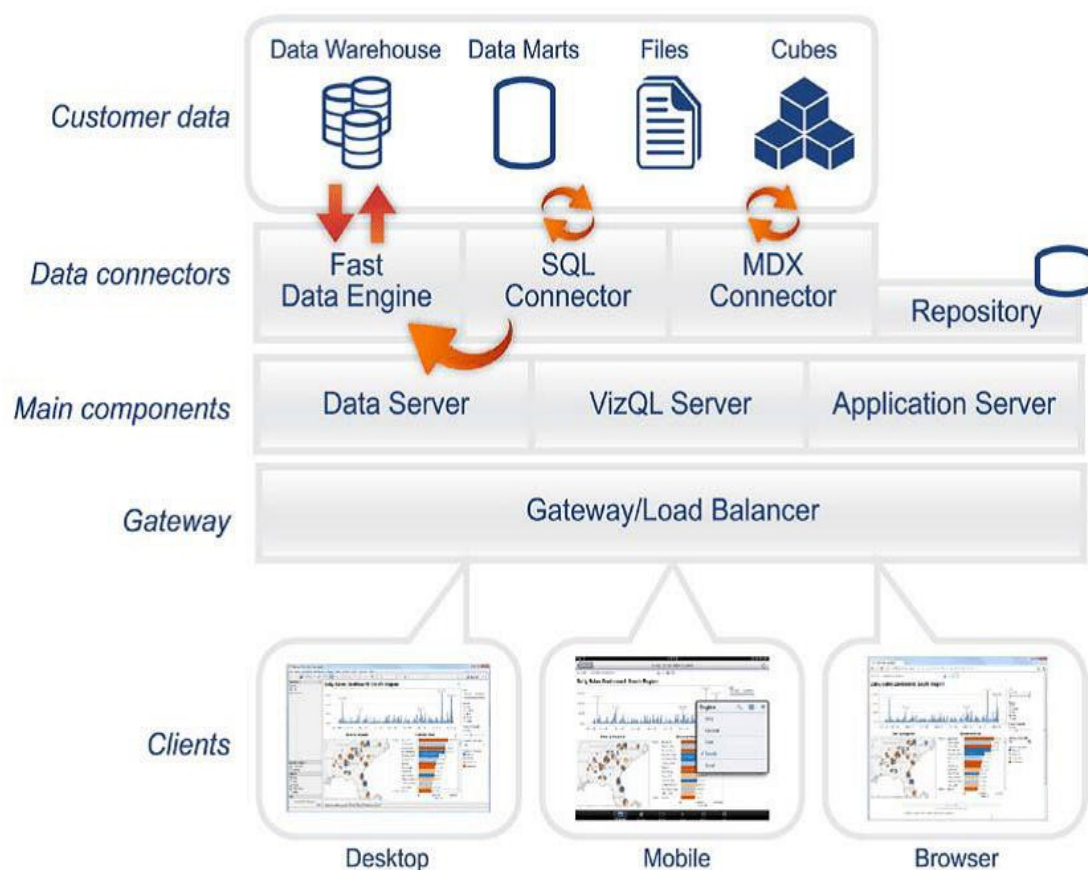 Data Warehouse
Data Marts
Files
Cubes
Customer data
Data connectors
Fast
Data Engine
SQL
Connector
MDX
Connector
Repository
Main components
Data Server
VizQL Server
Application Server
Gateway
Gateway/Load Balancer
Clients
Desktop
Mobile
Browser